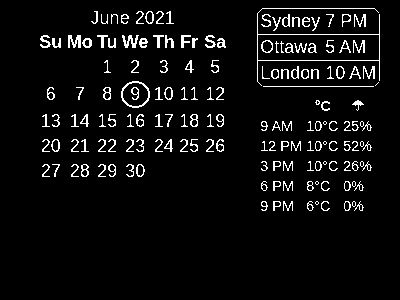 June 2021
Su Mo Tu We Th Fr Sa
1 2 3 4 5
6 7 8 9 10 11 12
13 14 15 16 17 18 19
20 21 22 23 24 25 26
27 28 29 30
Sydney 7 PM
Ottawa 5 AM
London 10 AM
°C ☂
9 AM 10°C 25%
12 PM 10°C 52%
3 PM 10°C 26%
6 PM 8°C 0%
9 PM 6°C 0%